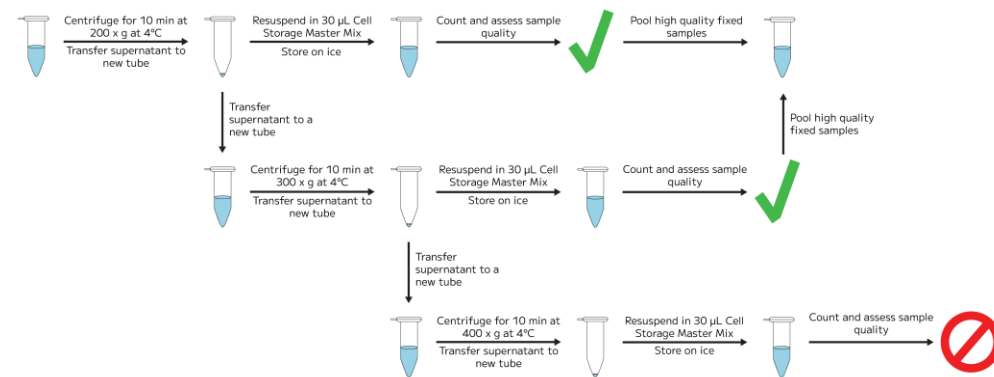 Centrifuge for 10 min at
200 x g at 4ºC
Transfer supernatant to
new tube
Resuspend in 30 µL Cell
Storage Master Mix
Store on ice
Count and assess sample
quality
Pool high quality fixed
samples
Transfer
supernatant to a
new tube
Pool high quality
fixed samples
Centrifuge for 10 min at
300 x g at 4ºC
Transfer supernatant to
new tube
Resuspend in 30 µL Cell
Storage Master Mix
Store on ice
Count and assess sample
quality
Transfer
supernatant to a
new tube
Centrifuge for 10 min at
400 x g at 4ºC
Transfer supernatant to
new tube
Resuspend in 30 µL Cell
Storage Master Mix
Store on ice
Count and assess sample
quality